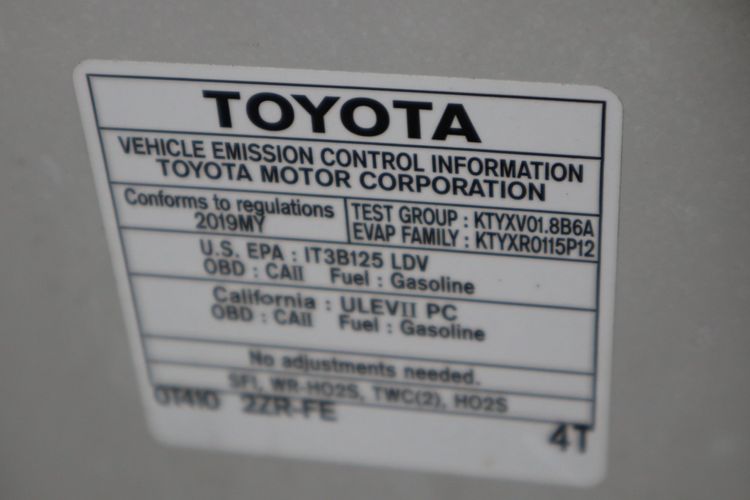 TOYOTA
VEHICLE EMISSION CONTROL INFORMATION
TOYOTA MOTOR CORPORATION
Conforms to regulations
2019MY
TEST GROUP : KTYXV01.8B6A
EVAP FAMILY : KTYXR0115P12
U.S. EPA : IT3B125 LDV
OBD : CAII Fuel : Gasoline
California : ULEVII PC
OBD : CAII Fuel : Gasoline
No adjustments needed.
SFI, WR-HO2S, TWC(2), HO2S
0T410 2ZR-FE
4T